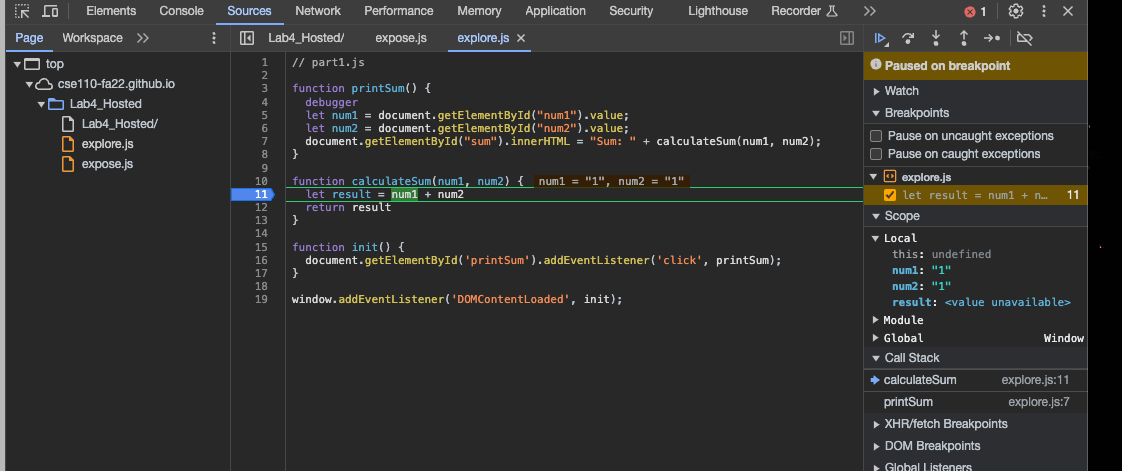 Elements Console Sources Network Performance Memory Application Security Lighthouse Recorder 1
Page Workspace
top
cse110-fa22.github.io
Lab4_Hosted
Lab4_Hosted/
explore.js
expose.js
Lab4_Hosted/ expose.js explore.js
1 // part1.js
2
3 function printSum() {
4 debugger
5 let num1 = document.getElementById("num1").value;
6 let num2 = document.getElementById("num2").value;
7 document.getElementById("sum").innerHTML = "Sum: " + calculateSum(num1, num2);
8 }
9
10 function calculateSum(num1, num2) { num1 = "1", num2 = "1"
11 let result = num1 + num2
12 return result
13 }
14
15 function init() {
16 document.getElementById('printSum').addEventListener('click', printSum);
17 }
18
19 window.addEventListener('DOMContentLoaded', init);
Paused on breakpoint
Watch
Breakpoints
Pause on uncaught exceptions
Pause on caught exceptions
explore.js
let result = num1 + n… 11
Scope
Local
this: undefined
num1: "1"
num2: "1"
result: <value unavailable>
Module
Global Window
Call Stack
calculateSum explore.js:11
printSum explore.js:7
XHR/fetch Breakpoints
DOM Breakpoints
Global Listeners